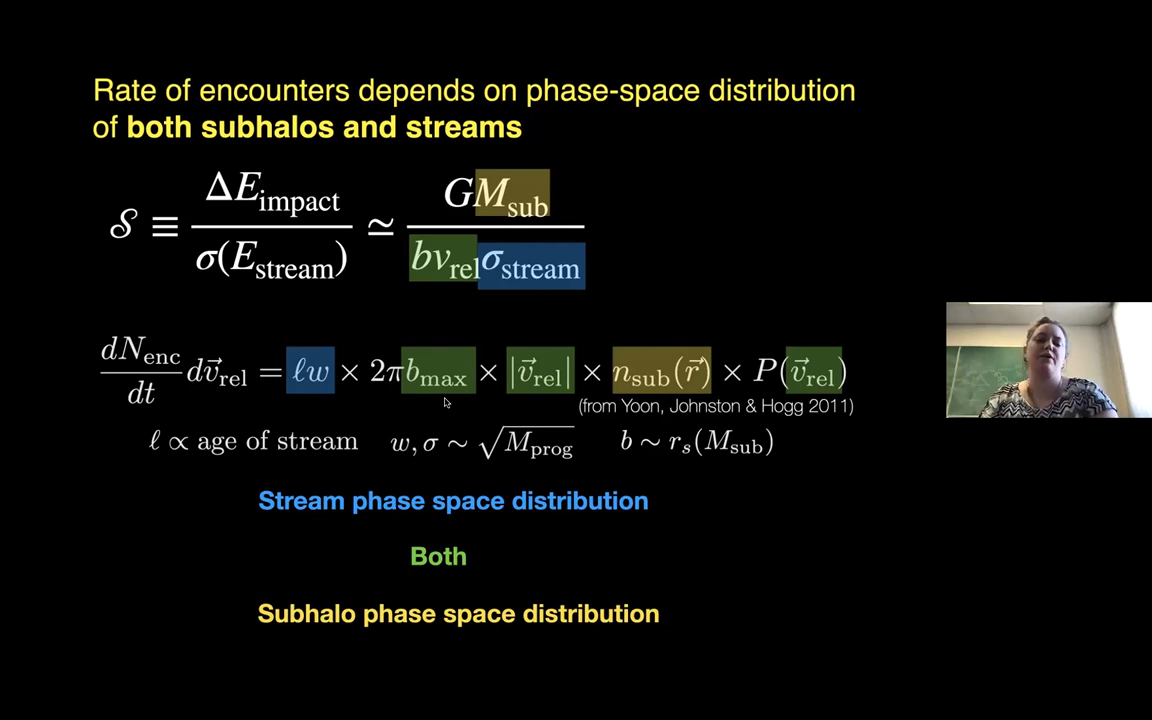 Rate of encounters depends on phase-space distribution
of both subhalos and streams
𝒮 ≡ ΔE_impact / σ(E_stream) ≃ GM_sub / bv_rel σ_stream
dN_enc/dt dv⃗_rel = ℓw × 2πb_max × |v⃗_rel| × n_sub(r⃗) × P(v⃗_rel)
(from Yoon, Johnston & Hogg 2011)
ℓ ∝ age of stream w, σ ∼ √M_prog b ∼ r_s(M_sub)
Stream phase space distribution
Both
Subhalo phase space distribution